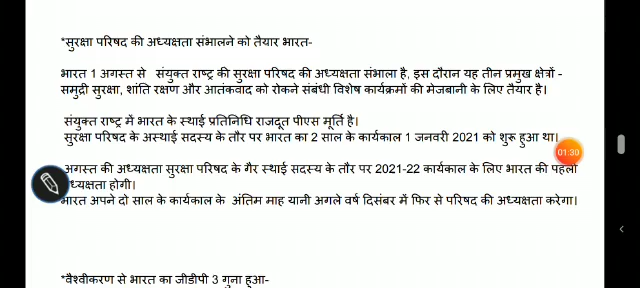 *सुरक्षा परिषद की अध्यक्षता संभालने को तैयार भारत-
भारत 1 अगस्त से संयुक्त राष्ट्र की सुरक्षा परिषद की अध्यक्षता संभाला है, इस दौरान यह तीन प्रमुख क्षेत्रों -
समुद्री सुरक्षा, शांति रक्षण और आतंकवाद को रोकने संबंधी विशेष कार्यक्रमों की मेजबानी के लिए तैयार है।
संयुक्त राष्ट्र में भारत के स्थाई प्रतिनिधि राजदूत पीएस मूर्ति है।
सुरक्षा परिषद के अस्थाई सदस्य के तौर पर भारत का 2 साल के कार्यकाल 1 जनवरी 2021 को शुरू हुआ था।
01:30
अगस्त की अध्यक्षता सुरक्षा परिषद के गैर स्थाई सदस्य के तौर पर 2021-22 कार्यकाल के लिए भारत की पहली
ध्यक्षता होगी।
भारत अपने दो साल के कार्यकाल के अंतिम माह यानी अगले वर्ष दिसंबर में फिर से परिषद की अध्यक्षता करेगा।
*वैश्वीकरण से भारत का जीडीपी 3 गुना हुआ-